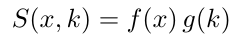 S(x, k) = f(x) g(k)